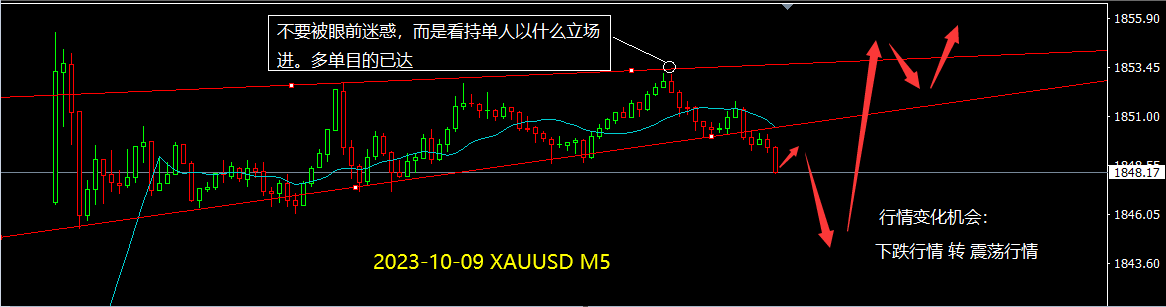 不要被眼前迷惑，而是看持单人以什么立场
进。多单目的已达
1855.90
1853.45
1851.00
1848.55
1848.17
1846.05
1843.60
行情变化机会：
下跌行情 转 震荡行情
2023-10-09 XAUUSD M5